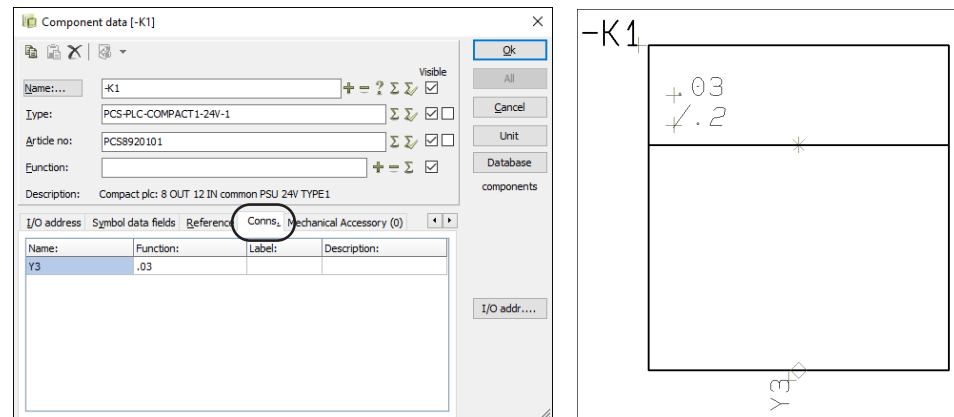 Component data [-K1]
Visible
Name:... -K1
Type: PCS-PLC-COMPACT1-24V-1
Article no: PCS8920101
Function:
Description: Compact plc: 8 OUT 12 IN common PSU 24V TYPE1
I/O address Symbol data fields Reference Conns. Mechanical Accessory (0)
Name: Function: Label: Description:
Y3 .03
Ok
All
Cancel
Unit
Database
components
I/O addr....
-K1
.03
/.2
Y3